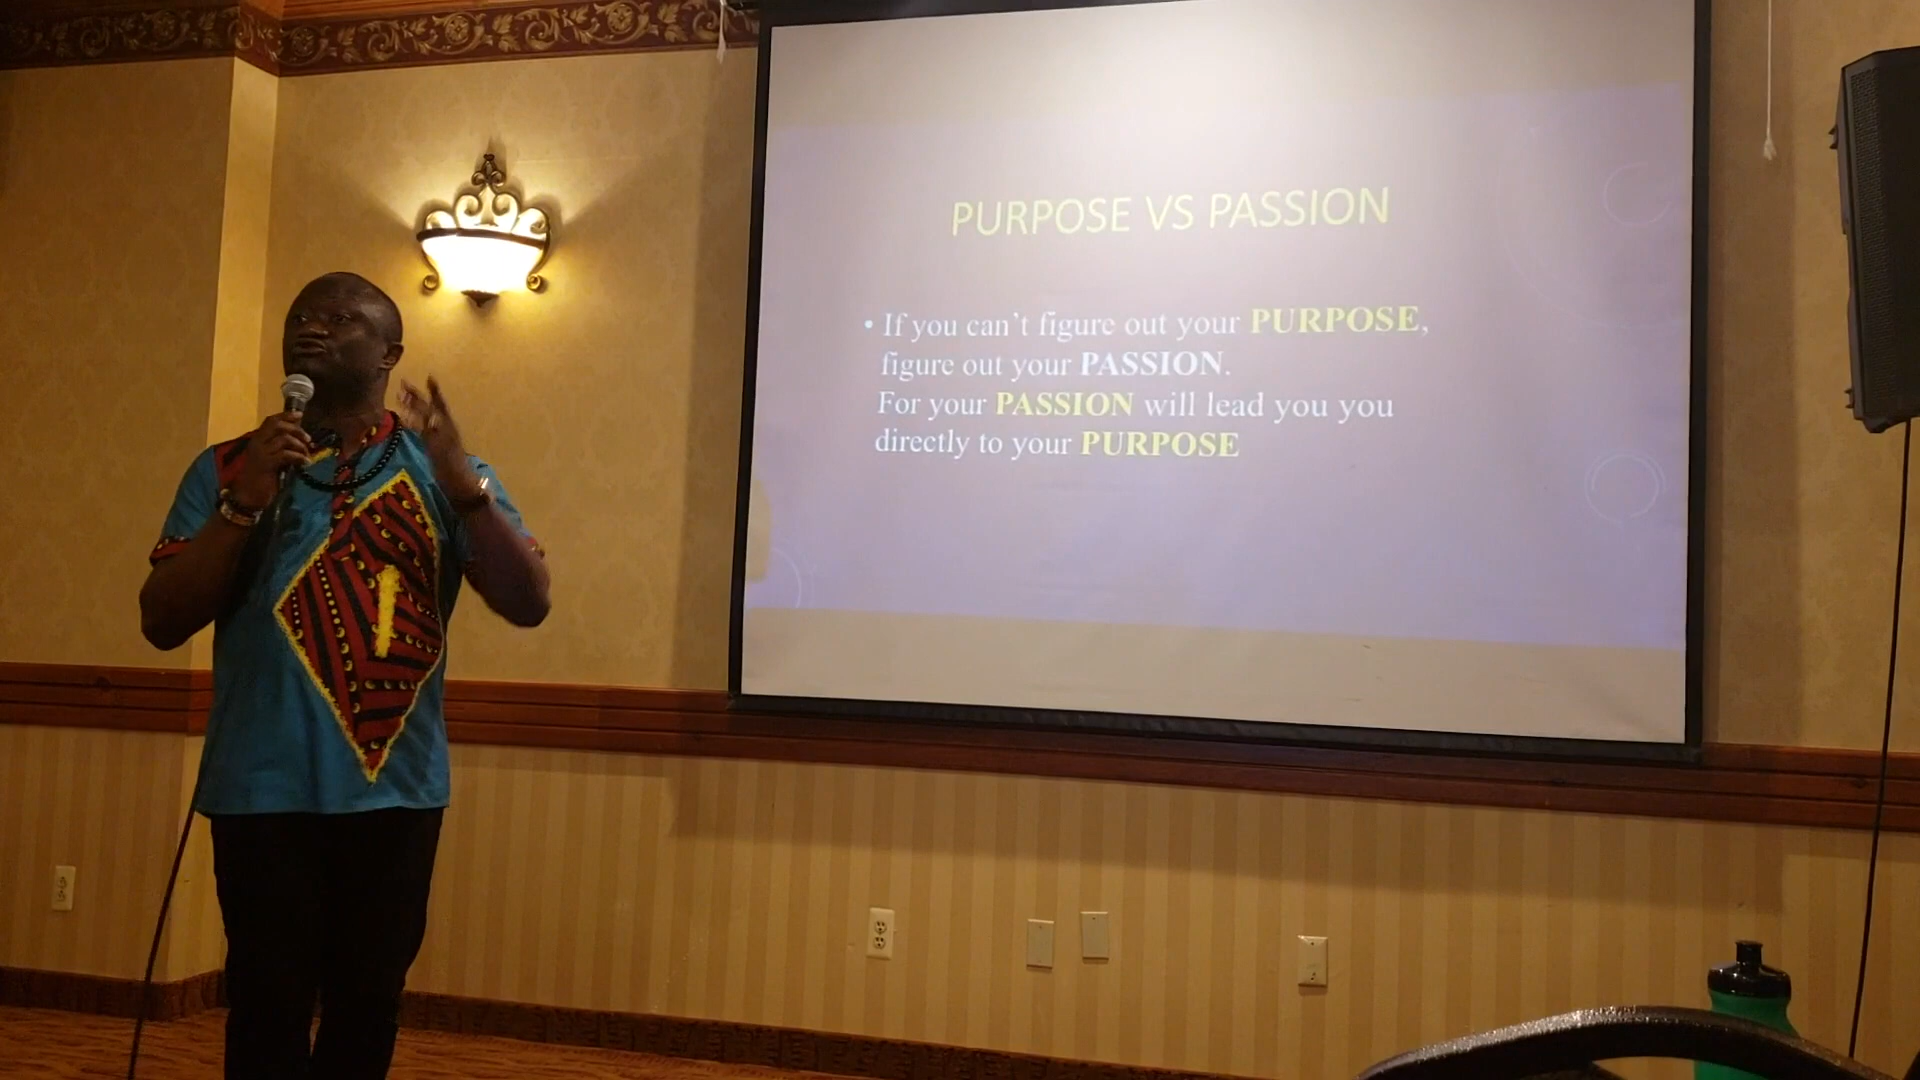 PURPOSE VS PASSION
• If you can't figure out your PURPOSE,
figure out your PASSION.
For your PASSION will lead you you
directly to your PURPOSE